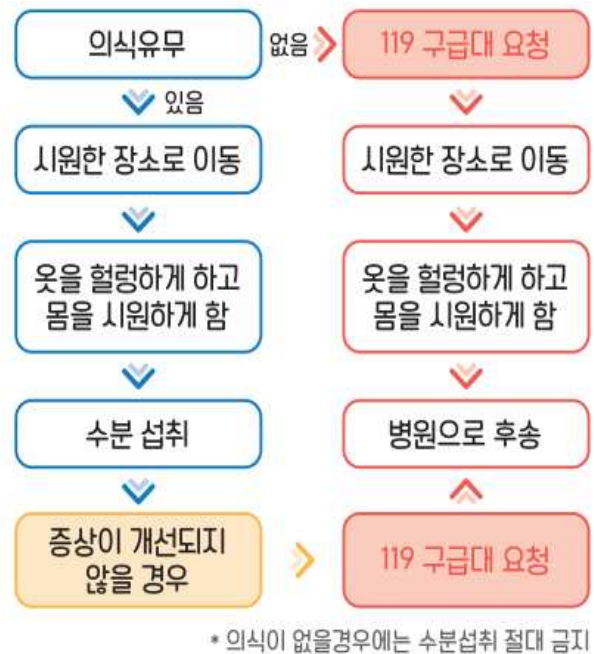 의식유무
없음
119 구급대 요청
있음
시원한 장소로 이동
시원한 장소로 이동
옷을 헐렁하게 하고
몸을 시원하게 함
옷을 헐렁하게 하고
몸을 시원하게 함
수분 섭취
병원으로 후송
증상이 개선되지
않을 경우
119 구급대 요청
* 의식이 없을경우에는 수분섭취 절대 금지